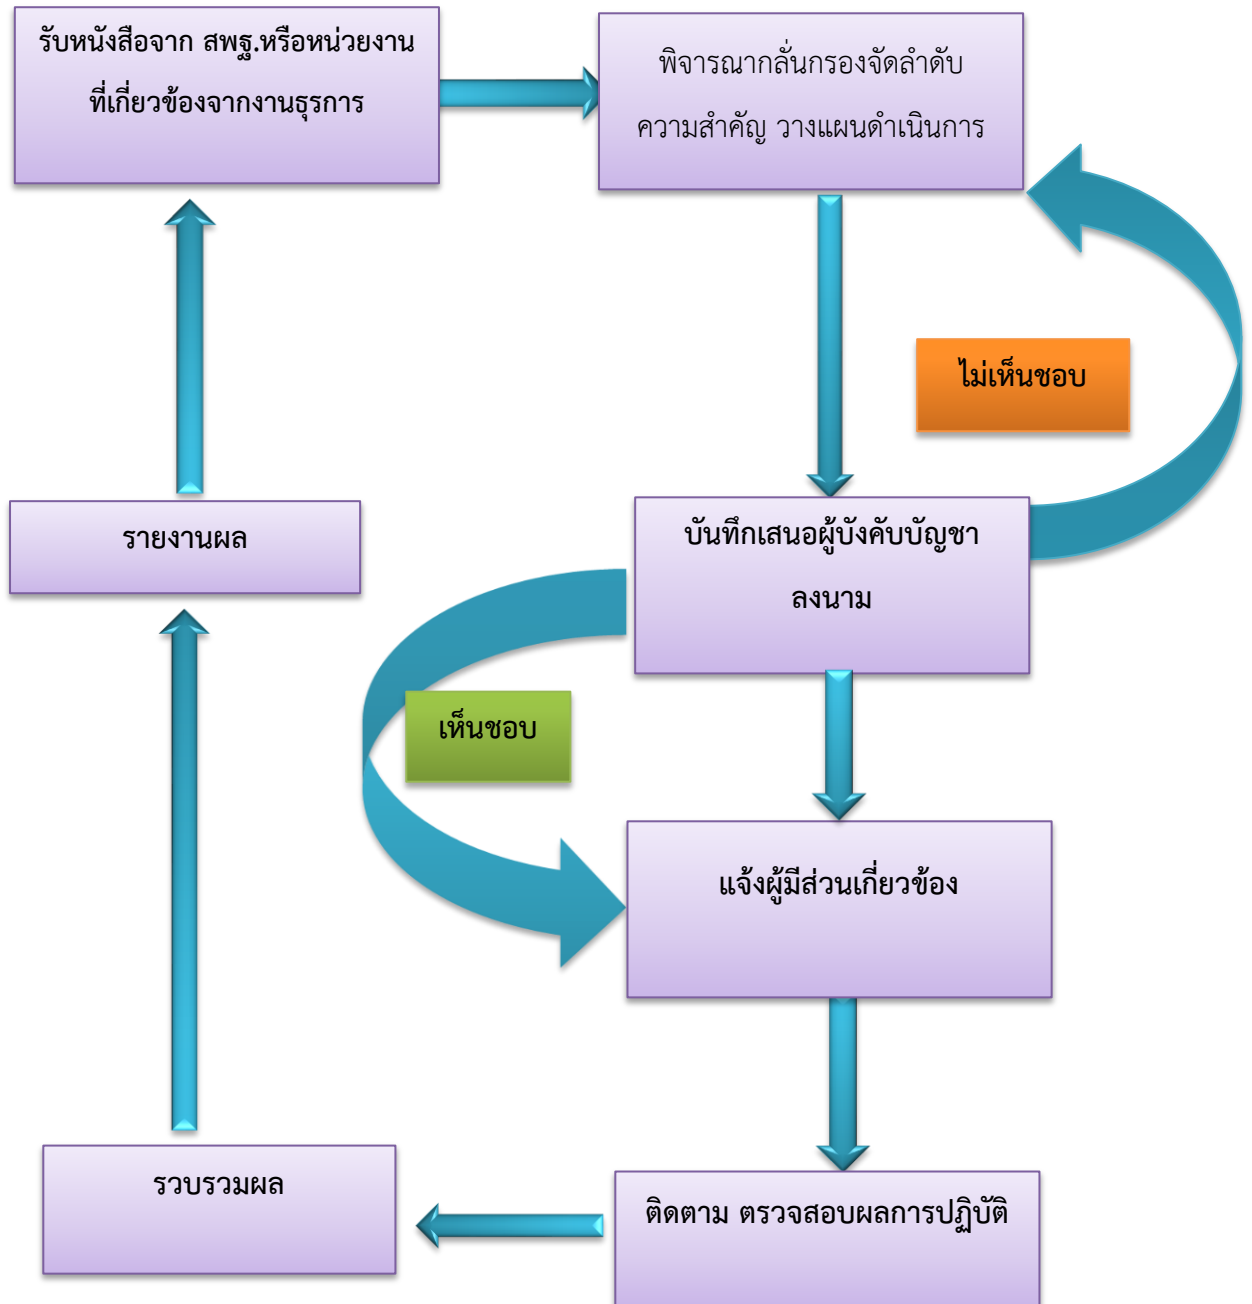 รับหนังสือจาก สพฐ.หรือหน่วยงาน
ที่เกี่ยวข้องจากงานธุรการ
พิจารณากลั่นกรองจัดลำดับ
ความสำคัญ วางแผนดำเนินการ
ไม่เห็นชอบ
บันทึกเสนอผู้บังคับบัญชา
ลงนาม
รายงานผล
เห็นชอบ
แจ้งผู้มีส่วนเกี่ยวข้อง
ติดตาม ตรวจสอบผลการปฏิบัติ
รวบรวมผล